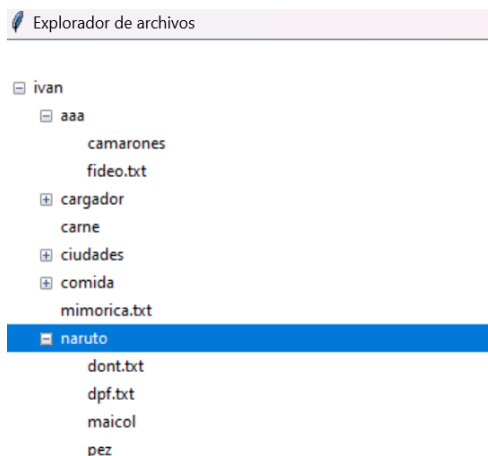 Explorador de archivos
ivan
aaa
camarones
fideo.txt
cargador
carne
ciudades
comida
mimorica.txt
naruto
dont.txt
dpf.txt
maicol
pez